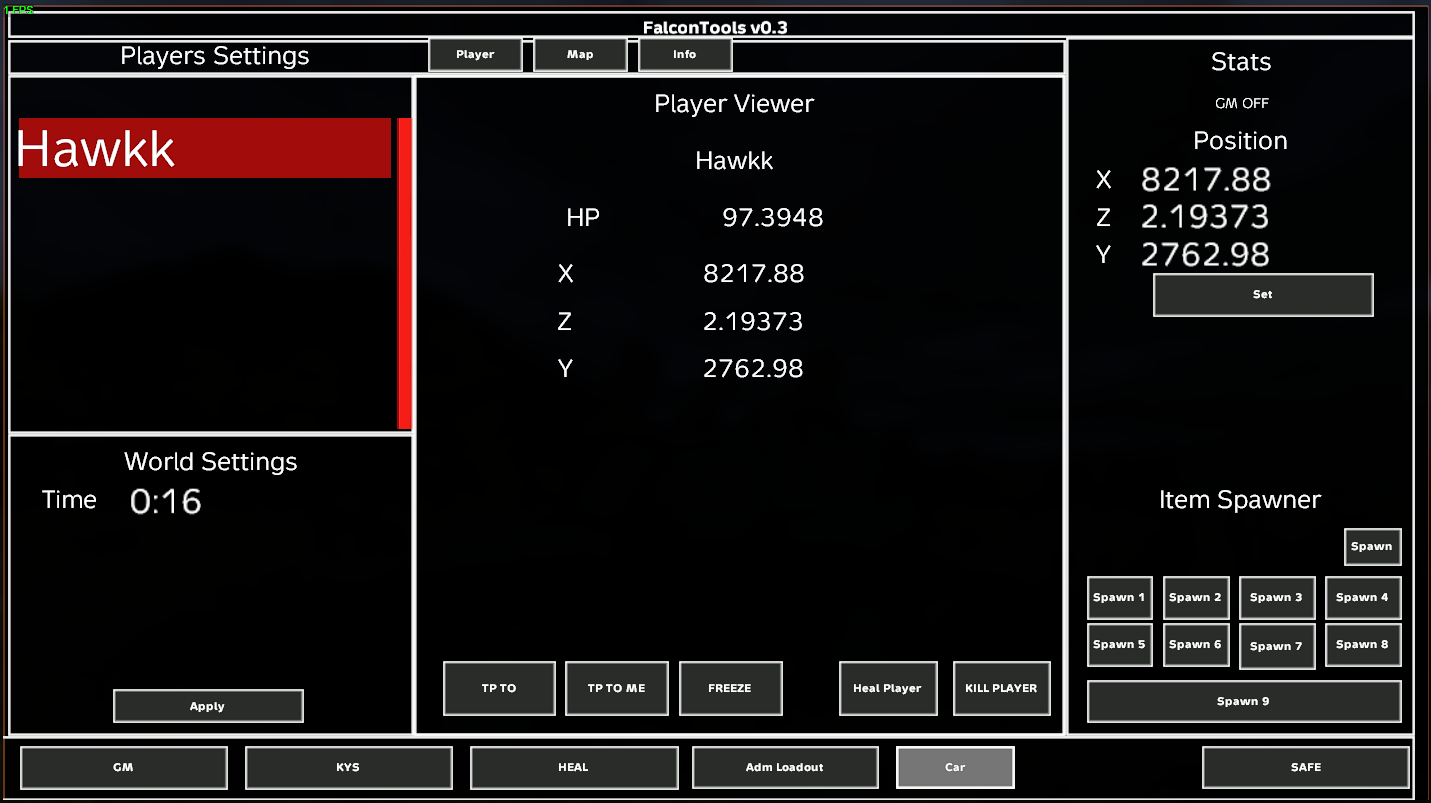 1 FPS
FalconTools v0.3
Players Settings
Player
Map
Info
Hawkk
World Settings
Time 0:16
Apply
Player Viewer
Hawkk
HP 97.3948
X 8217.88
Z 2.19373
Y 2762.98
TP TO
TP TO ME
FREEZE
Heal Player
KILL PLAYER
Stats
GM OFF
Position
X 8217.88
Z 2.19373
Y 2762.98
Set
Item Spawner
Spawn
Spawn 1
Spawn 2
Spawn 3
Spawn 4
Spawn 5
Spawn 6
Spawn 7
Spawn 8
Spawn 9
GM
KYS
HEAL
Adm Loadout
Car
SAFE